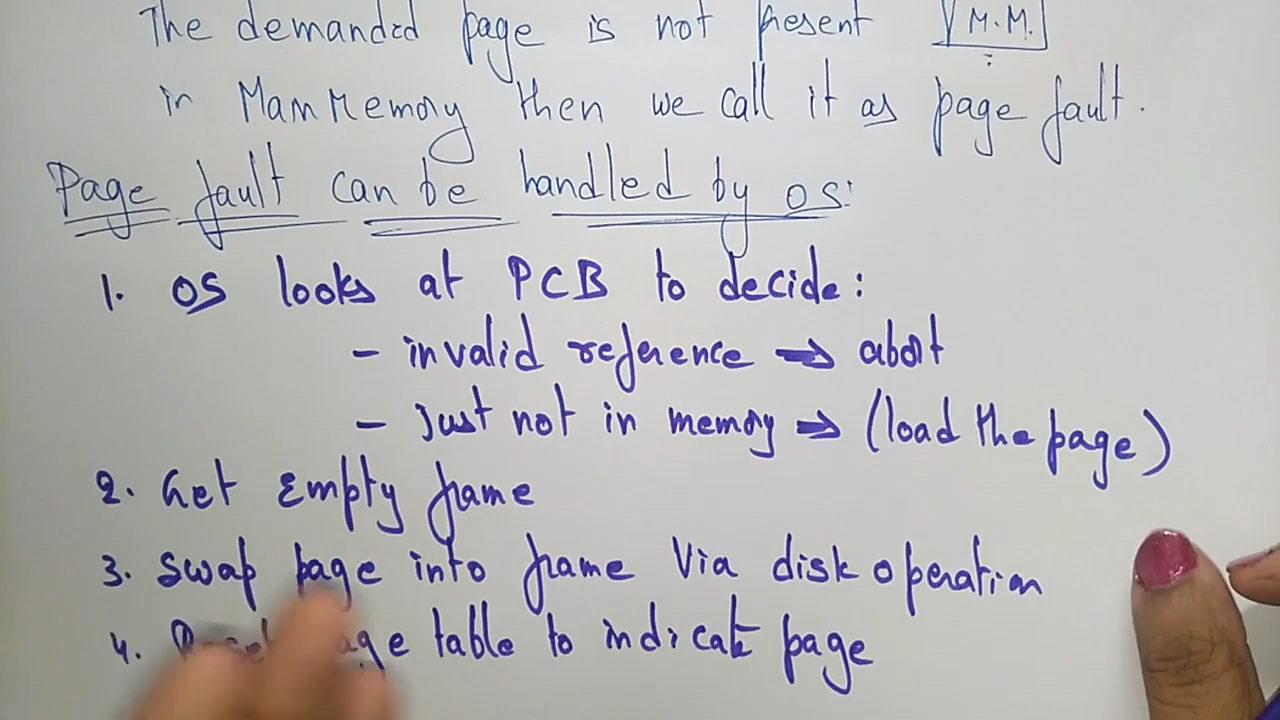 The demanded page is not present M.M.
in Main Memory then we call it as page fault.
Page fault can be handled by OS:
1. OS looks at PCB to decide:
- invalid reference ⇒ abort
- Just not in memory ⇒ (load the page)
2. Get Empty frame
3. Swap page into frame Via disk operation
4. table to indicate page